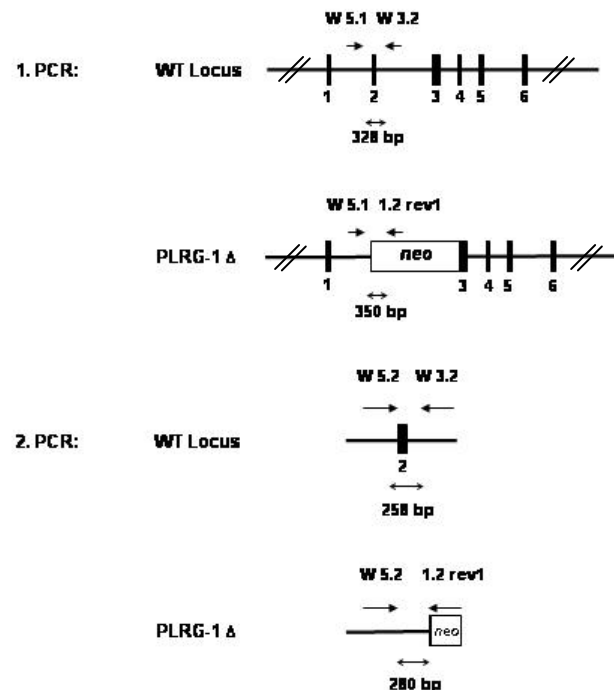 W 5.1 W 3.2
1. PCR: WT Locus
1 2 3 4 5 6
328 bp
W 5.1 1.2 rev1
PLRG-1 Δ neo
1 3 4 5 6
350 bp
W 5.2 W 3.2
2. PCR: WT Locus
2
258 bp
W 5.2 1.2 rev1
PLRG-1 Δ neo
280 bp